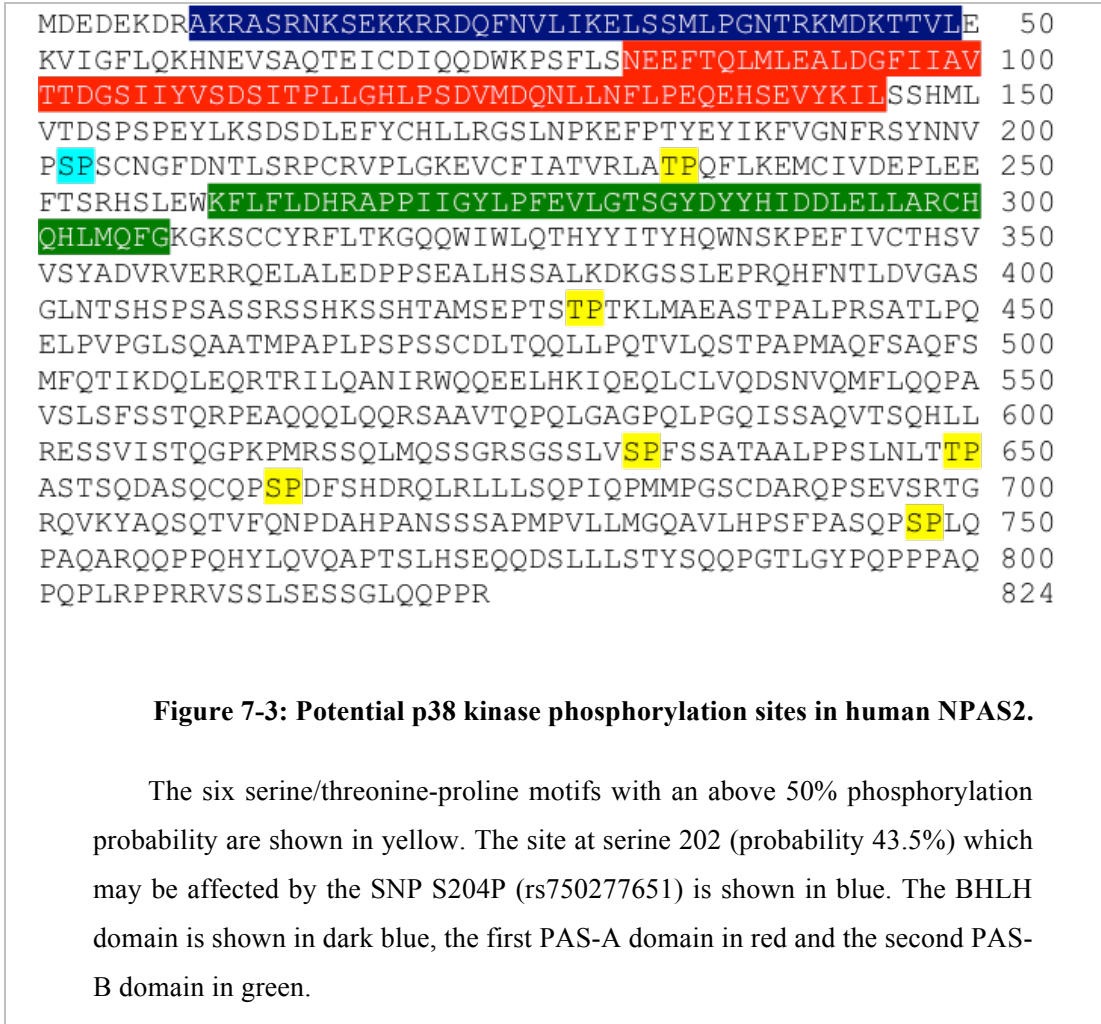 MDEDEKDRAKRASRNKSEKKRRDQFNVLIKELSSMLPGNTRKMDKTTVLE 50
KVIGFLQKHNEVSAQTEICDIQQDWKPSFLSNEEFTQLMLEALDGFIIAV 100
TTDGSIIYVSDSITPLLGHLPSDVMDQNLLNFLPEQEHSEVYKILSSHML 150
VTDSPSPEYLKSDSDLEFYCHLLRGSLNPKEFPTYEYIKFVGNFRSYNNV 200
PSPSCNGFDNTLSRPCRVPLGKEVCFIATVRLATPQFLKEMCIVDEPLEE 250
FTSRHSLEWKFLFLDHRAPPIIGYLPFEVLGTSGYDYYHIDDLELLARCH 300
QHLMQFGKGKSCCYRFLTKGQQWIWLQTHYYITYHQWNSKPEFIVCTHSV 350
VSYADVRVERRQELALEDPPSEALHSSALKDKGSSLEPRQHFNTLDVGAS 400
GLNTSHSPSASSRSSHKSSHTAMSEPTSTPTKLMAEASTPALPRSATLPQ 450
ELPVPGLSQAATMPAPLPSPSSCDLTQQLLPQTVLQSTPAPMAQFSAQFS 500
MFQTIKDQLEQRTRILQANIRWQQEELHKIQEQLCLVQDSNVQMFLQQPA 550
VSLSFSSTQRPEAQQQLQQRSAAVTQPQLGAGPQLPGQISSAQVTSQHLL 600
RESSVISTQGPKPMRSSQLMQSSGRSGSSLVSPFSSATAALPPSLNLTTP 650
ASTSQDASQCQPSPDFSHDRQLRLLLSQPIQPMMPGSCDARQPSEVSRTG 700
RQVKYAQSQTVFQNPDAHPANSSSAPMPVLLMGQAVLHPSFPASQPSPLQ 750
PAQARQQPPQHYLQVQAPTSLHSEQQDSLLLSTYSQQPGTLGYPQPPPAQ 800
PQPLRPPRRVSSLSESSGLQQPPR 824
Figure 7-3: Potential p38 kinase phosphorylation sites in human NPAS2.
The six serine/threonine-proline motifs with an above 50% phosphorylation
probability are shown in yellow. The site at serine 202 (probability 43.5%) which
may be affected by the SNP S204P (rs750277651) is shown in blue. The BHLH
domain is shown in dark blue, the first PAS-A domain in red and the second PAS-
B domain in green.